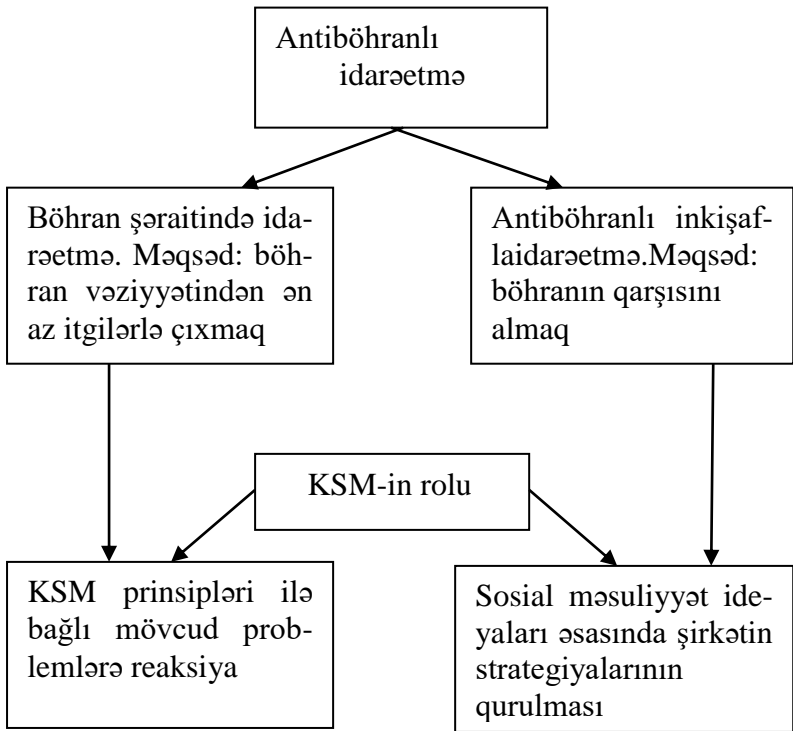 Antiböhranlı
idarəetmə
Böhran şəraitində ida-
rəetmə. Məqsəd: böh-
ran vəziyyətindən ən
az itgilərlə çıxmaq
Antiböhranlı inkişaf-
laidarəetmə.Məqsəd:
böhranın qarşısını
almaq
KSM-in rolu
KSM prinsipləri ilə
bağlı mövcud prob-
lemlərə reaksiya
Sosial məsuliyyət ide-
yaları əsasında şirkətin
strategiyalarının
qurulması